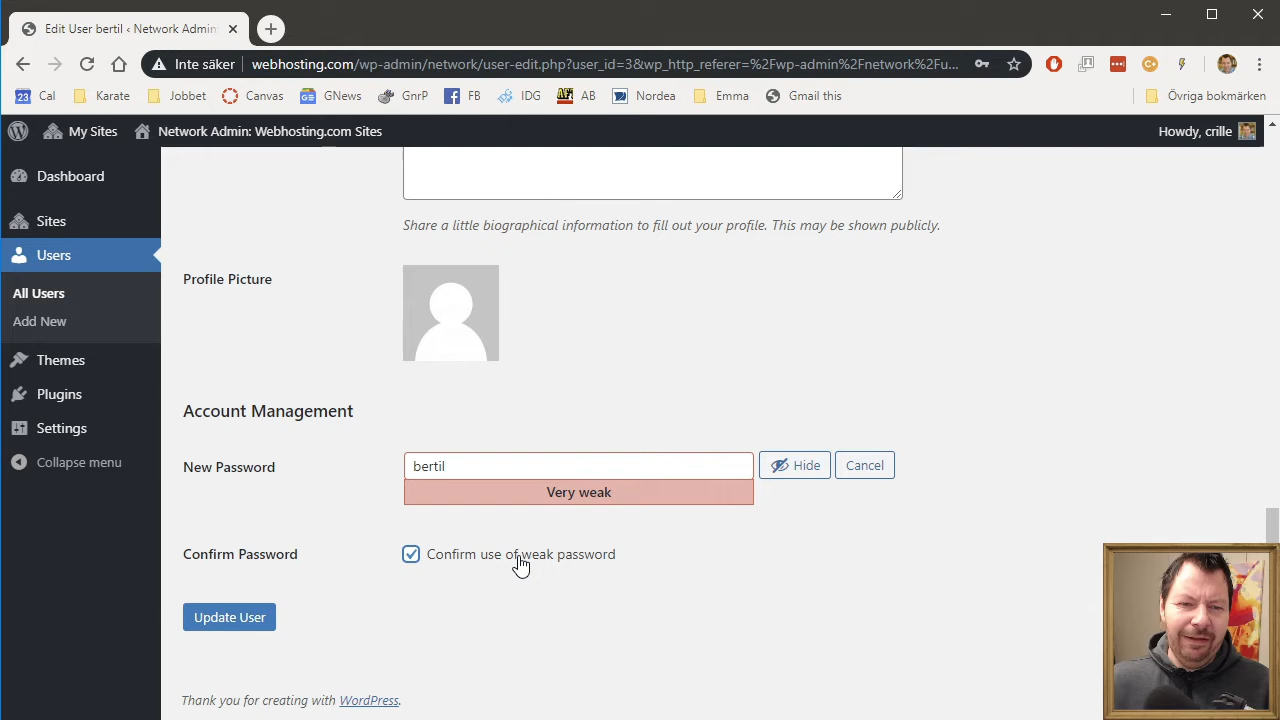 Edit User bertil ‹ Network Admin
Inte säker
webhosting.com/wp-admin/network/user-edit.php?user_id=3&wp_http_referer=%2Fwp-admin%2Fnetwork%2Fu...
23 Cal
Karate
Jobbet
Canvas
GNews
GnrP
FB
IDG
AB
Nordea
Emma
Gmail this
Övriga bokmärken
My Sites
Network Admin: Webhosting.com Sites
Howdy, crille
Dashboard
Sites
Users
All Users
Add New
Themes
Plugins
Settings
Collapse menu
Share a little biographical information to fill out your profile. This may be shown publicly.
Profile Picture
Account Management
New Password
bertil
Hide
Cancel
Very weak
Confirm Password
Confirm use of weak password
Update User
Thank you for creating with WordPress.